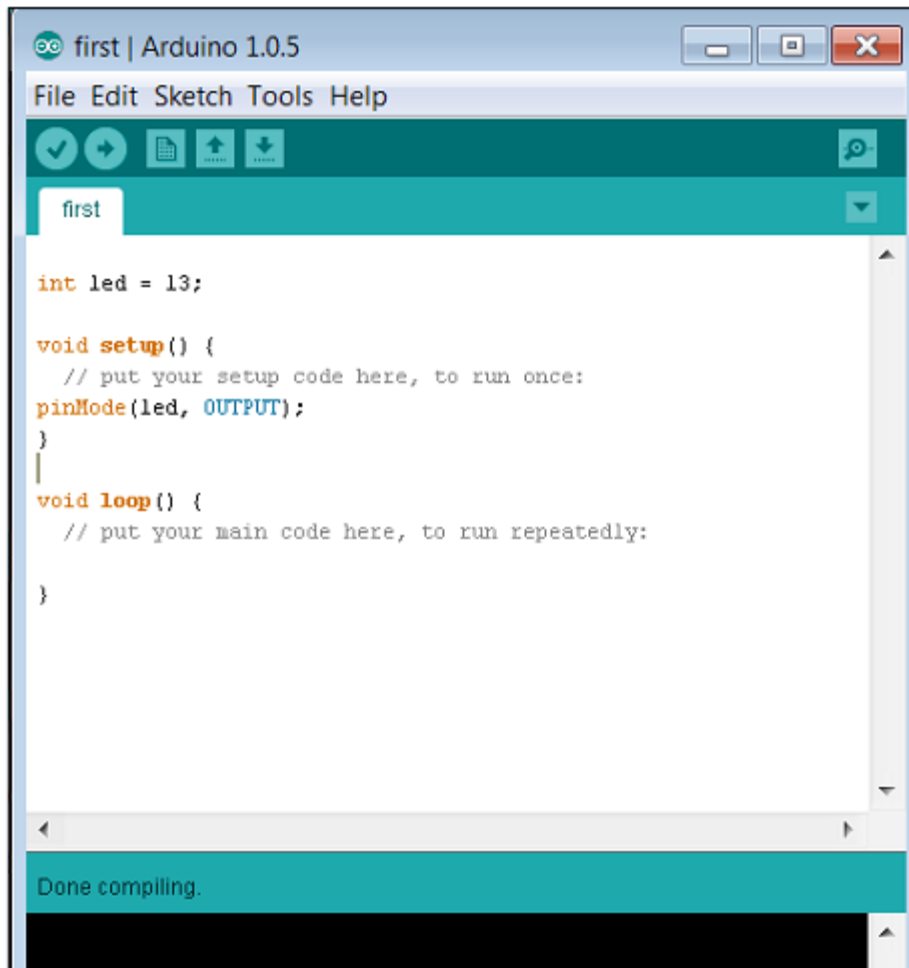 first | Arduino 1.0.5
File Edit Sketch Tools Help
first
int led = 13;
void setup() {
  // put your setup code here, to run once:
pinMode(led, OUTPUT);
}
void loop() {
  // put your main code here, to run repeatedly:
}
Done compiling.